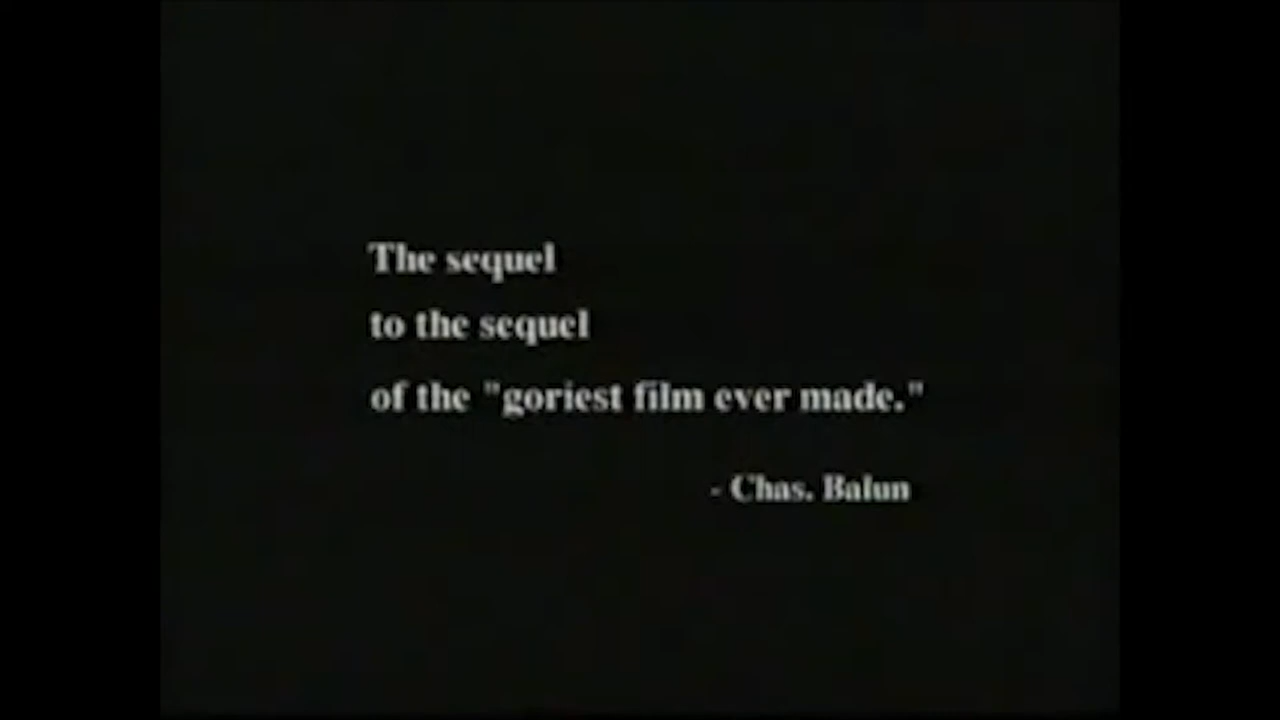 The sequel
to the sequel
of the "goriest film ever made."
- Chas. Balun